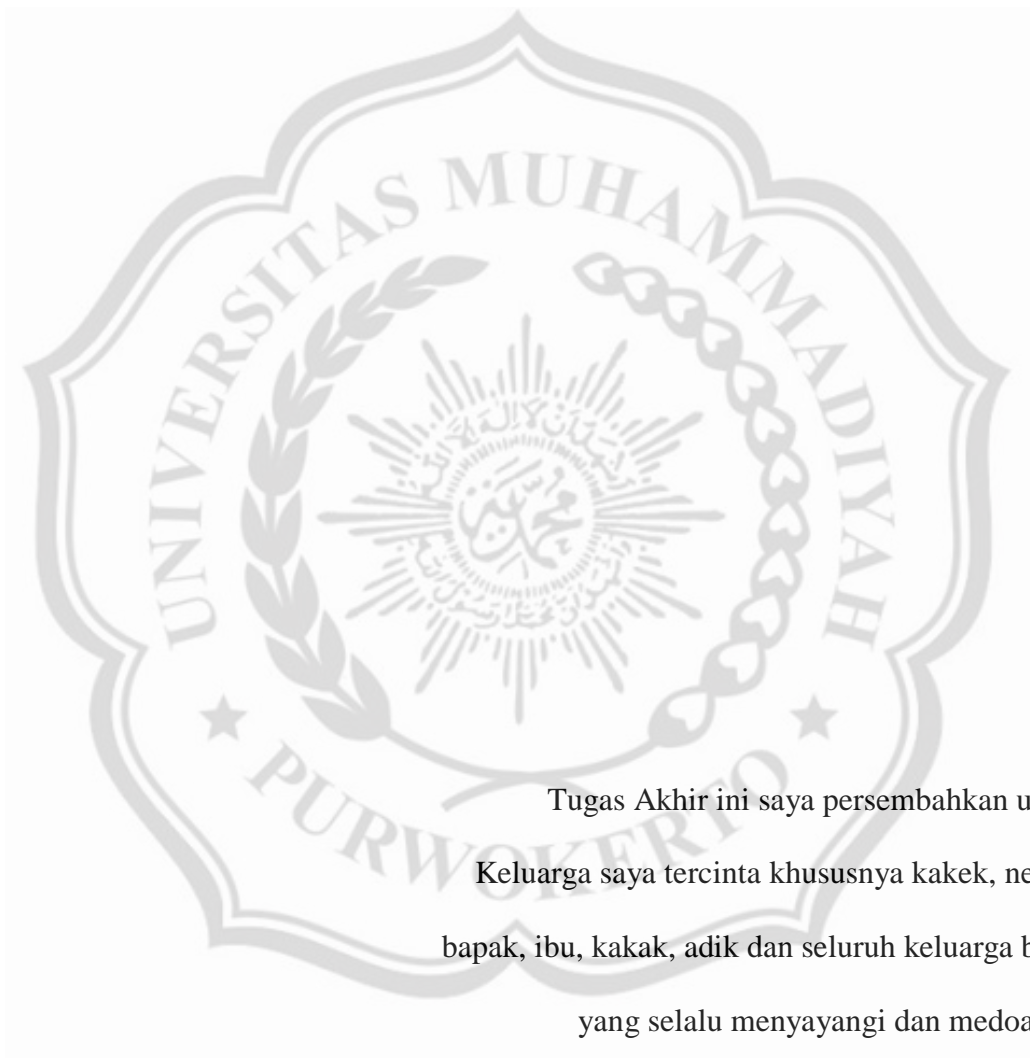 UNIVERSITAS MUHAMMADIYAH
PURWOKERTO
Tugas Akhir ini saya persembahkan u
Keluarga saya tercinta khususnya kakek, ne
bapak, ibu, kakak, adik dan seluruh keluarga b
yang selalu menyayangi dan medoa